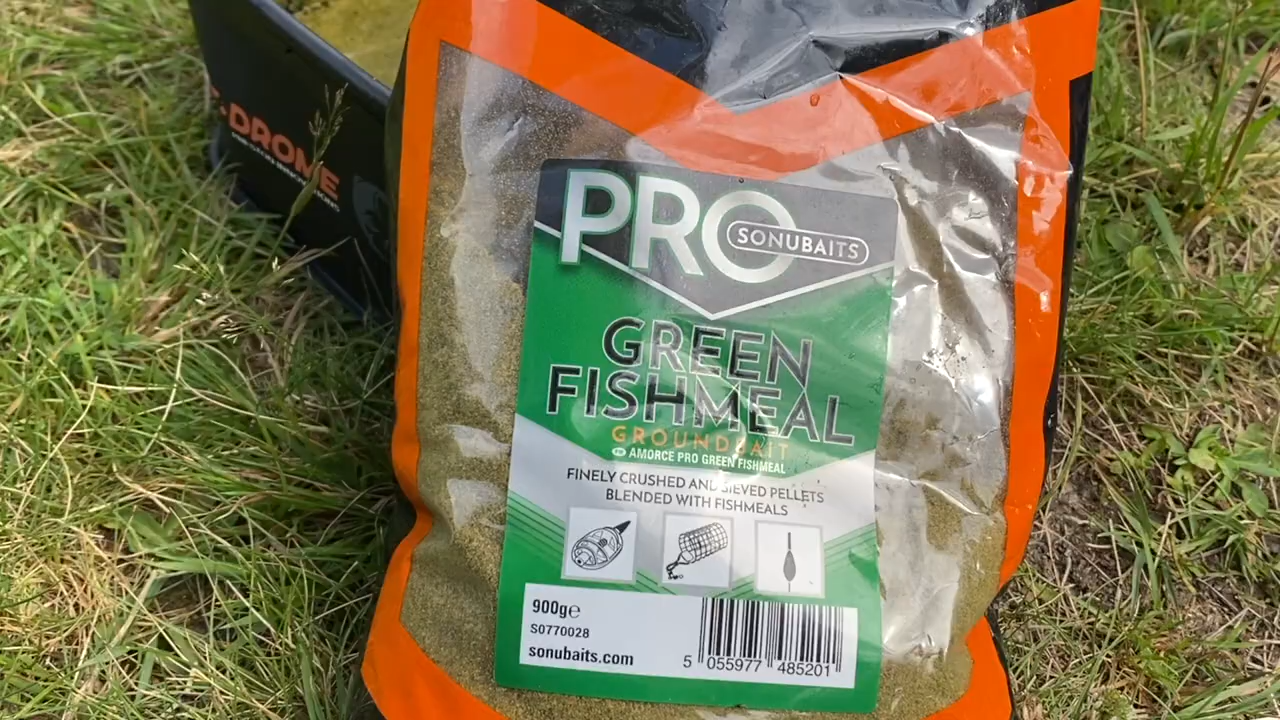 DROME
PRO
SONUBAITS
GREEN
FISHMEAL
GROUNDBAIT
FR AMORCE PRO GREEN FISHMEAL
FINELY CRUSHED AND SIEVED PELLETS
BLENDED WITH FISHMEALS
900g℮
S0770028
sonubaits.com
5 055977 485201